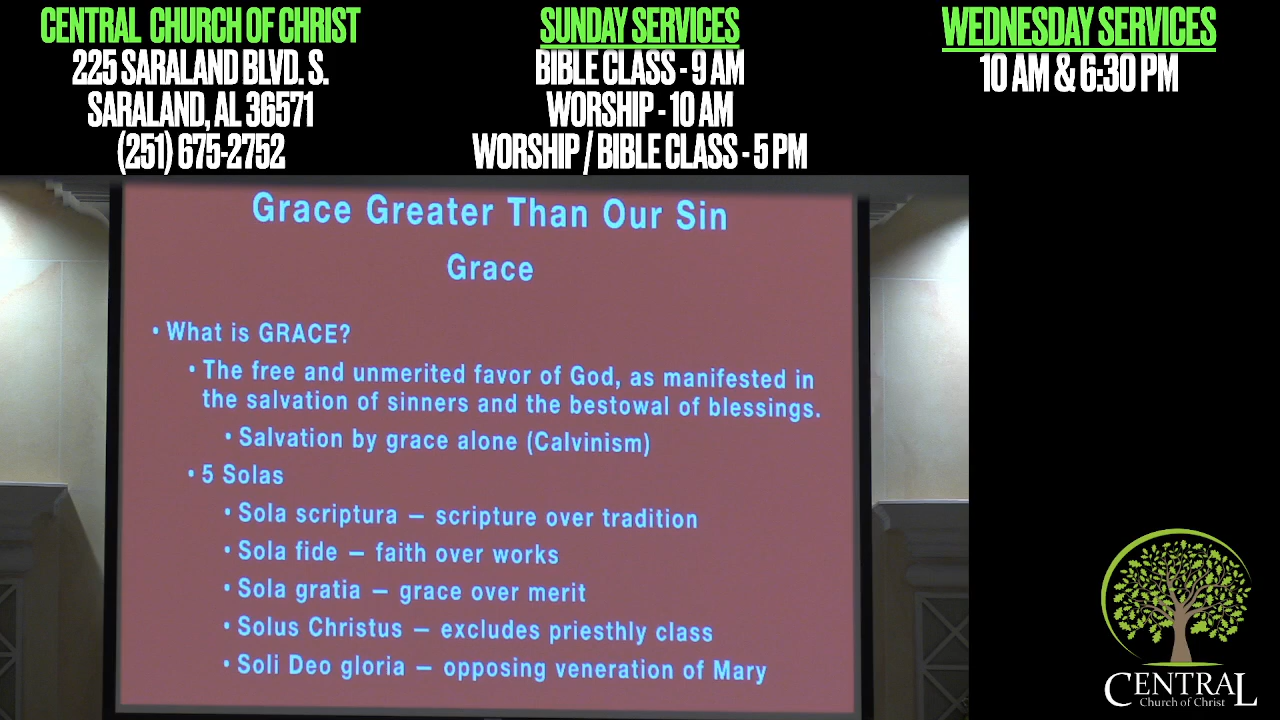 CENTRAL CHURCH OF CHRIST
225 SARALAND BLVD. S.
SARALAND, AL 36571
(251) 675-2752
SUNDAY SERVICES
BIBLE CLASS - 9 AM
WORSHIP - 10 AM
WORSHIP / BIBLE CLASS - 5 PM
WEDNESDAY SERVICES
10 AM & 6:30 PM
Grace Greater Than Our Sin
Grace
• What is GRACE?
• The free and unmerited favor of God, as manifested in
the salvation of sinners and the bestowal of blessings.
• Salvation by grace alone (Calvinism)
• 5 Solas
• Sola scriptura – scripture over tradition
• Sola fide – faith over works
• Sola gratia – grace over merit
• Solus Christus – excludes priesthly class
• Soli Deo gloria – opposing veneration of Mary
CENTRAL
Church of Christ